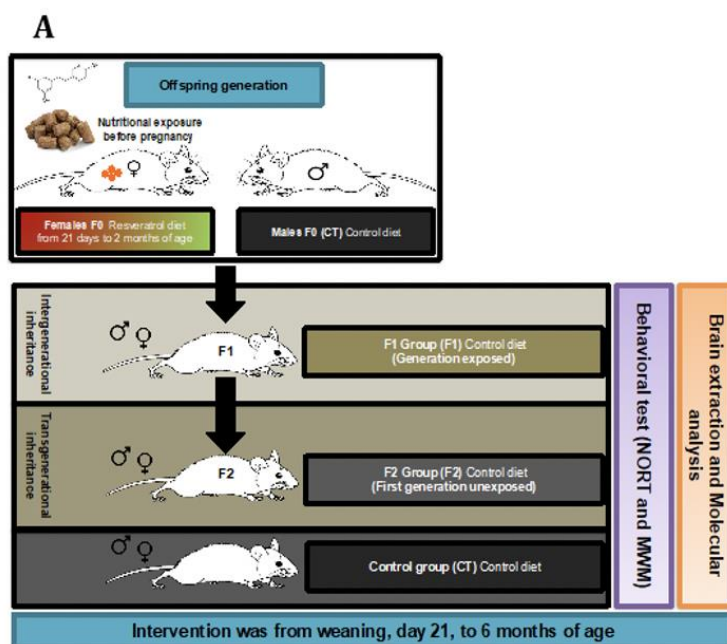 A
Offspring generation
Nutritional exposure
before pregnancy
♀
♂
Females F0 Resveratrol diet
from 21 days to 2 months of age
Males F0 (CT) Control diet
Intergenerational
inheritance
♂ ♀
F1
F1 Group (F1) Control diet
(Generation exposed)
Transgenerational
inheritance
♂ ♀
F2
F2 Group (F2) Control diet
(First generation unexposed)
♂ ♀
Control group (CT) Control diet
Behavioral test (NORT and MWM)
Brain extraction and Molecular
analysis
Intervention was from weaning, day 21, to 6 months of age